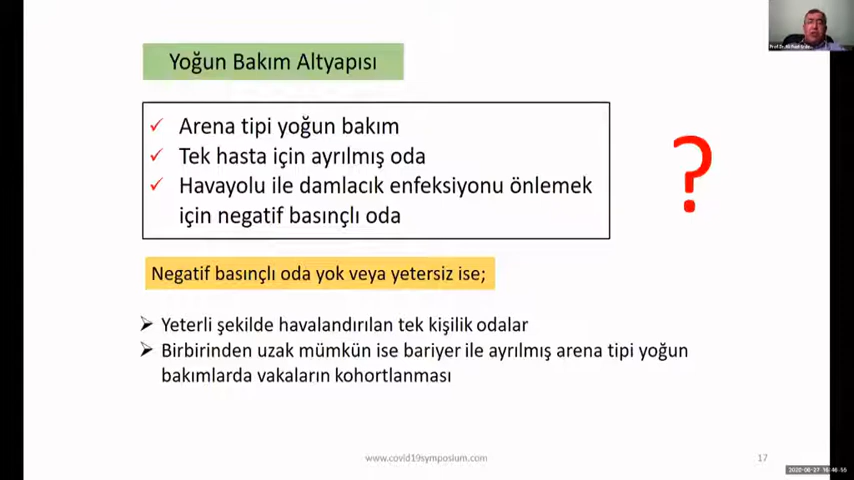 Yoğun Bakım Altyapısı
✓ Arena tipi yoğun bakım
✓ Tek hasta için ayrılmış oda
✓ Havayolu ile damlacık enfeksiyonu önlemek
için negatif basınçlı oda
?
Negatif basınçlı oda yok veya yetersiz ise;
➢ Yeterli şekilde havalandırılan tek kişilik odalar
➢ Birbirinden uzak mümkün ise bariyer ile ayrılmış arena tipi yoğun
bakımlarda vakaların kohortlanması
www.covid19symposium.com
17